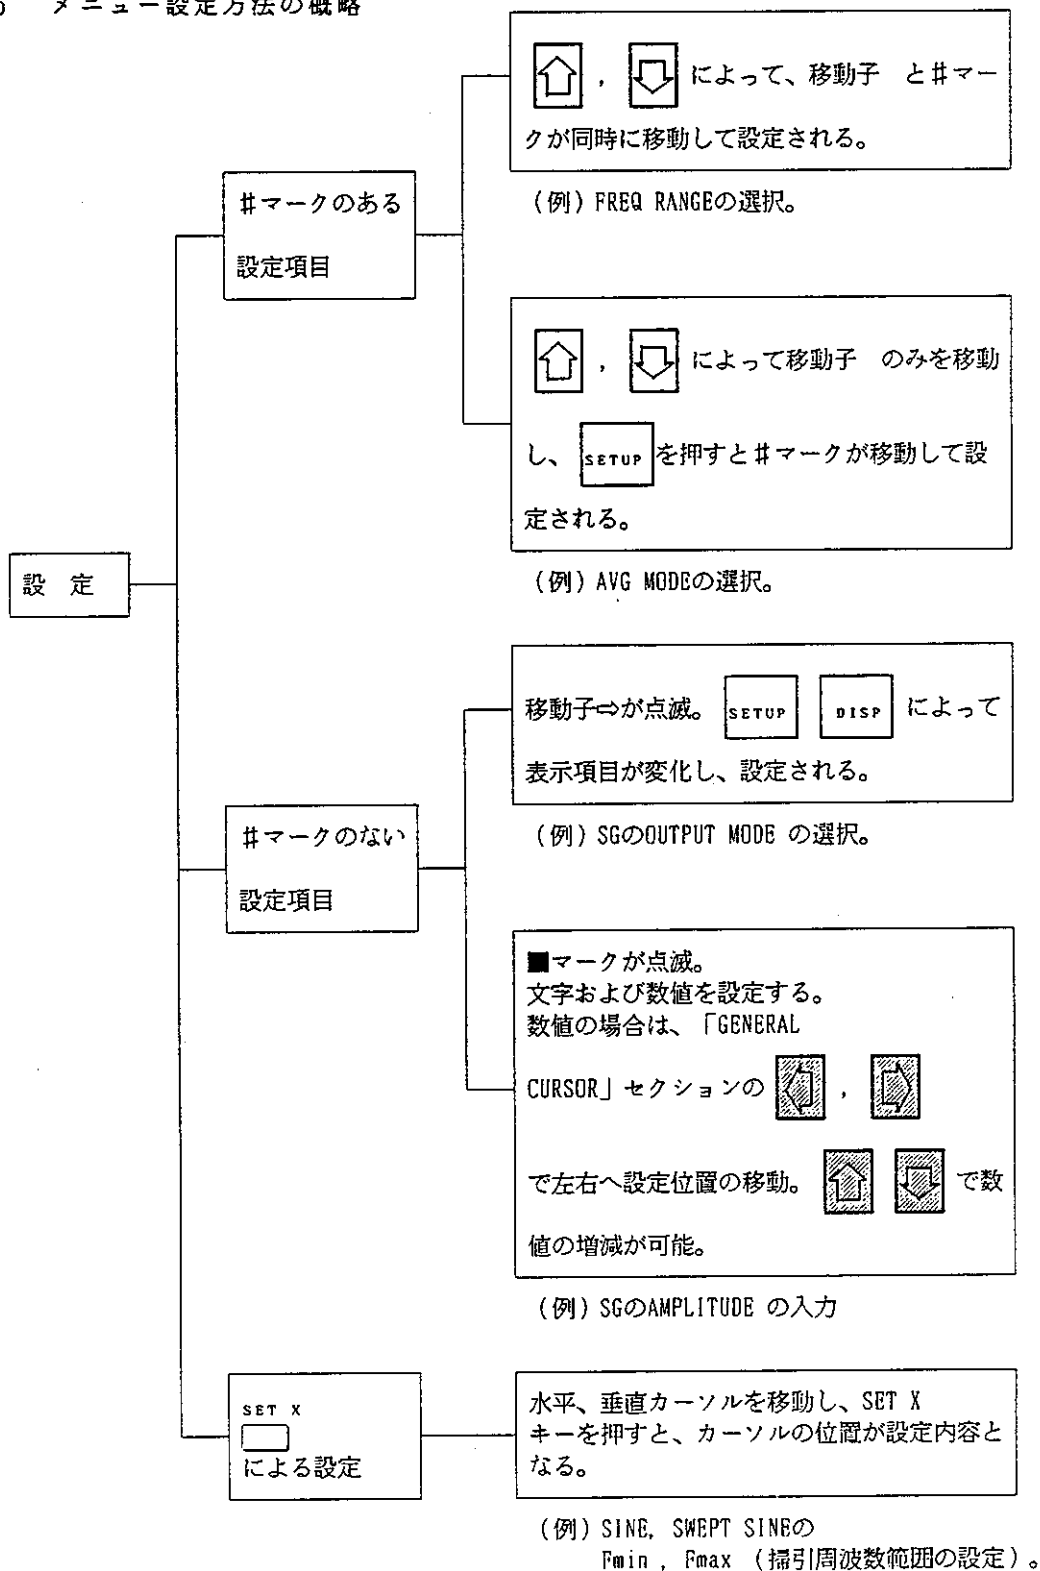 メニュー設定方法の概略
⇧ , ⇩ によって、移動子 と♯マー
クが同時に移動して設定される。
(例) FREQ RANGEの選択。
♯マークのある
設定項目
⇧ , ⇩ によって移動子 のみを移動
し、 SETUP を押すと♯マークが移動して設
定される。
(例) AVG MODEの選択。
設 定
移動子⇨が点滅。 SETUP DISP によって
表示項目が変化し、設定される。
(例) SGのOUTPUT MODE の選択。
♯マークのない
設定項目
■マークが点滅。
文字および数値を設定する。
数値の場合は、「GENERAL
CURSOR」セクションの ⇦ , ⇨
で左右へ設定位置の移動。 ⇧ ⇩ で数
値の増減が可能。
(例) SGのAMPLITUDE の入力
SET X
による設定
水平、垂直カーソルを移動し、SET X
キーを押すと、カーソルの位置が設定内容と
なる。
(例) SINE, SWEPT SINEの
Fmin , Fmax (掃引周波数範囲の設定)。